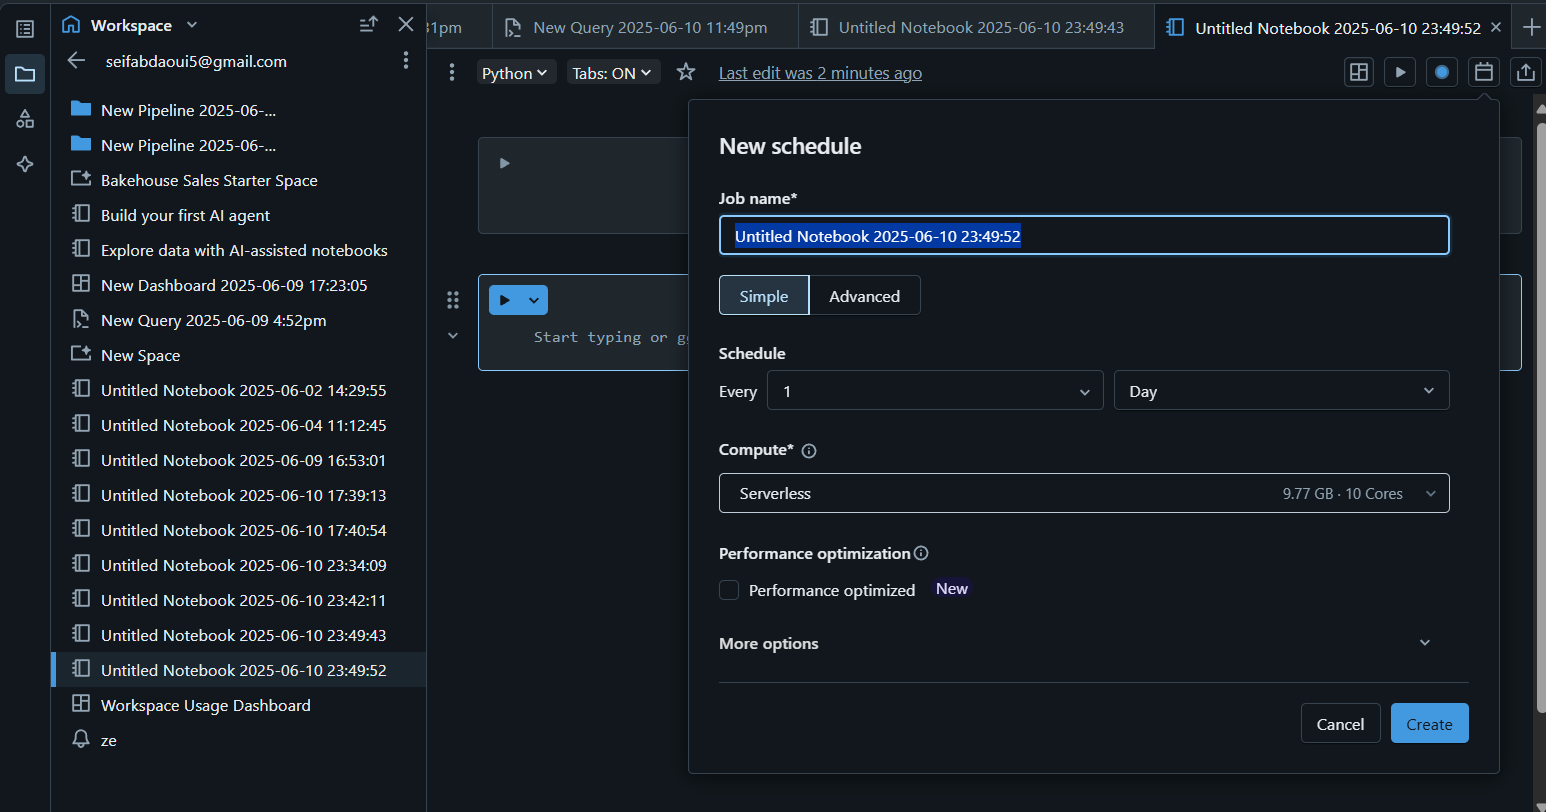 Workspace
seifabdaoui5@gmail.com
New Pipeline 2025-06-...
New Pipeline 2025-06-...
Bakehouse Sales Starter Space
Build your first AI agent
Explore data with AI-assisted notebooks
New Dashboard 2025-06-09 17:23:05
New Query 2025-06-09 4:52pm
New Space
Untitled Notebook 2025-06-02 14:29:55
Untitled Notebook 2025-06-04 11:12:45
Untitled Notebook 2025-06-09 16:53:01
Untitled Notebook 2025-06-10 17:39:13
Untitled Notebook 2025-06-10 17:40:54
Untitled Notebook 2025-06-10 23:34:09
Untitled Notebook 2025-06-10 23:42:11
Untitled Notebook 2025-06-10 23:49:43
Untitled Notebook 2025-06-10 23:49:52
Workspace Usage Dashboard
ze
31pm New Query 2025-06-10 11:49pm Untitled Notebook 2025-06-10 23:49:43 Untitled Notebook 2025-06-10 23:49:52
Python Tabs: ON Last edit was 2 minutes ago
Start typing or
New schedule
Job name*
Untitled Notebook 2025-06-10 23:49:52
Simple Advanced
Schedule
Every 1 Day
Compute*
Serverless 9.77 GB · 10 Cores
Performance optimization
Performance optimized New
More options
Cancel Create